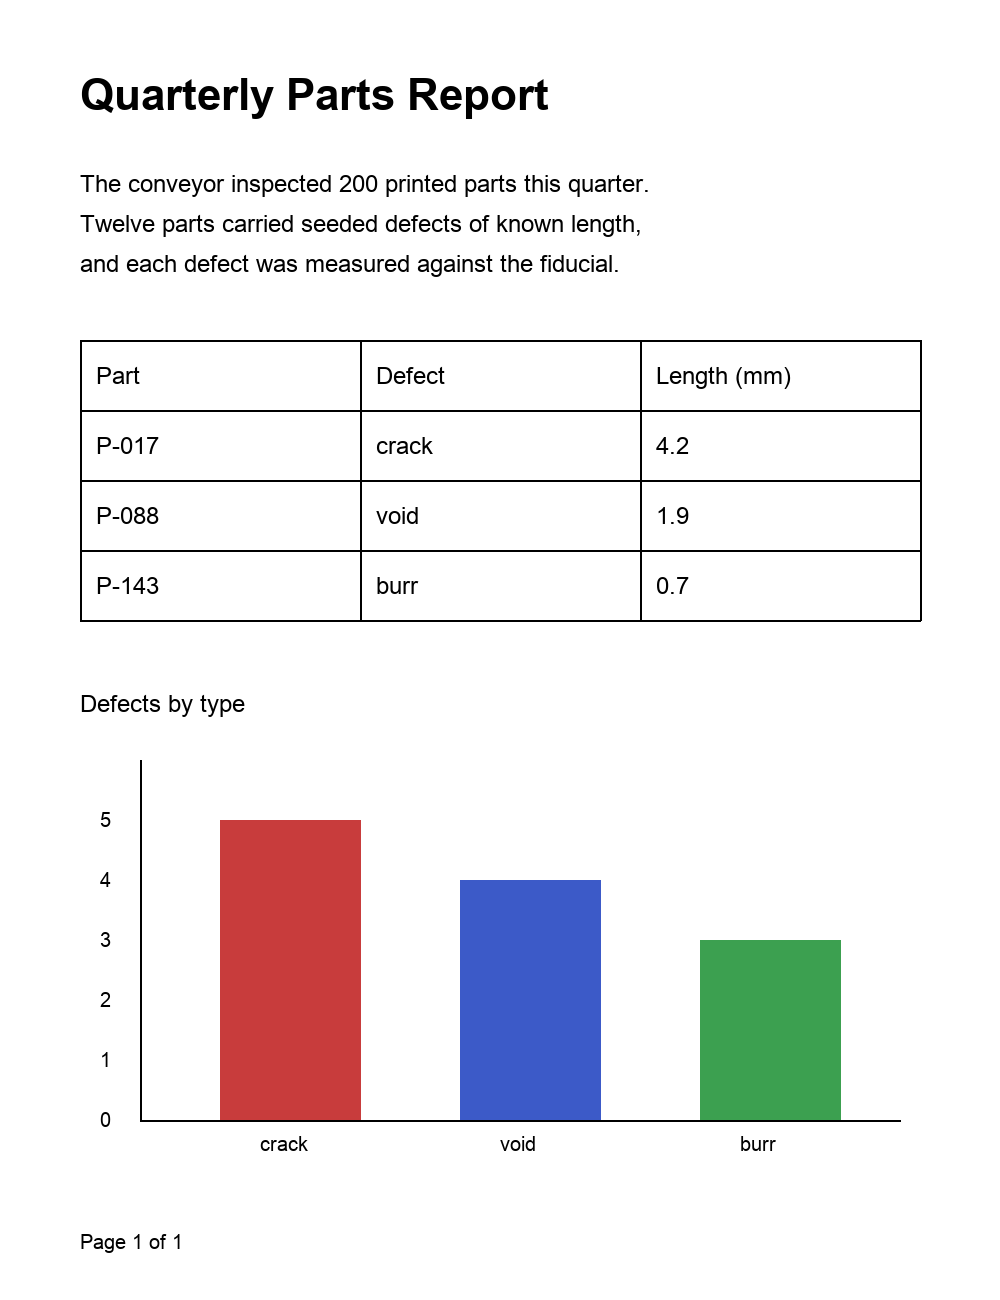 Quarterly Parts Report
The conveyor inspected 200 printed parts this quarter.
Twelve parts carried seeded defects of known length,
and each defect was measured against the fiducial.
Part Defect Length (mm)
P-017 crack 4.2
P-088 void 1.9
P-143 burr 0.7
Defects by type
5
4
3
2
1
0
crack void burr
Page 1 of 1